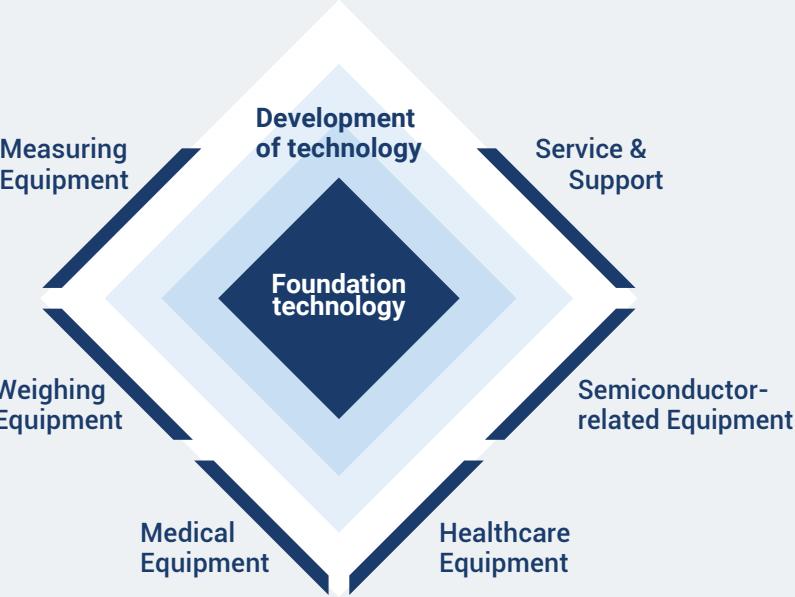 Development
of technology
Measuring
Equipment
Service &
Support
Foundation
technology
Weighing
Equipment
Semiconductor-
related Equipment
Medical
Equipment
Healthcare
Equipment